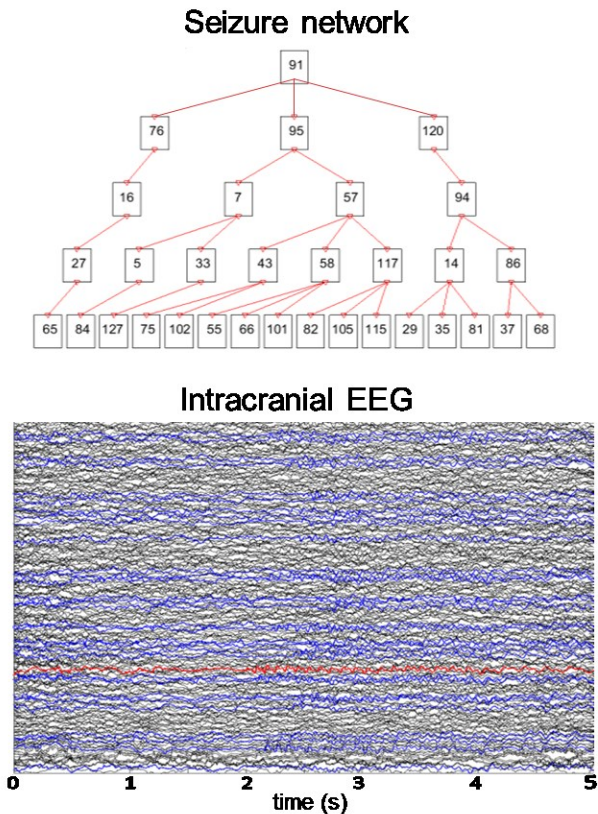 Seizure network
91
76 95 120
16 7 57 94
27 5 33 43 58 117 14 86
65 84 127 75 102 55 66 101 82 105 115 29 35 81 37 68
Intracranial EEG
0 1 2 3 4 5
time (s)